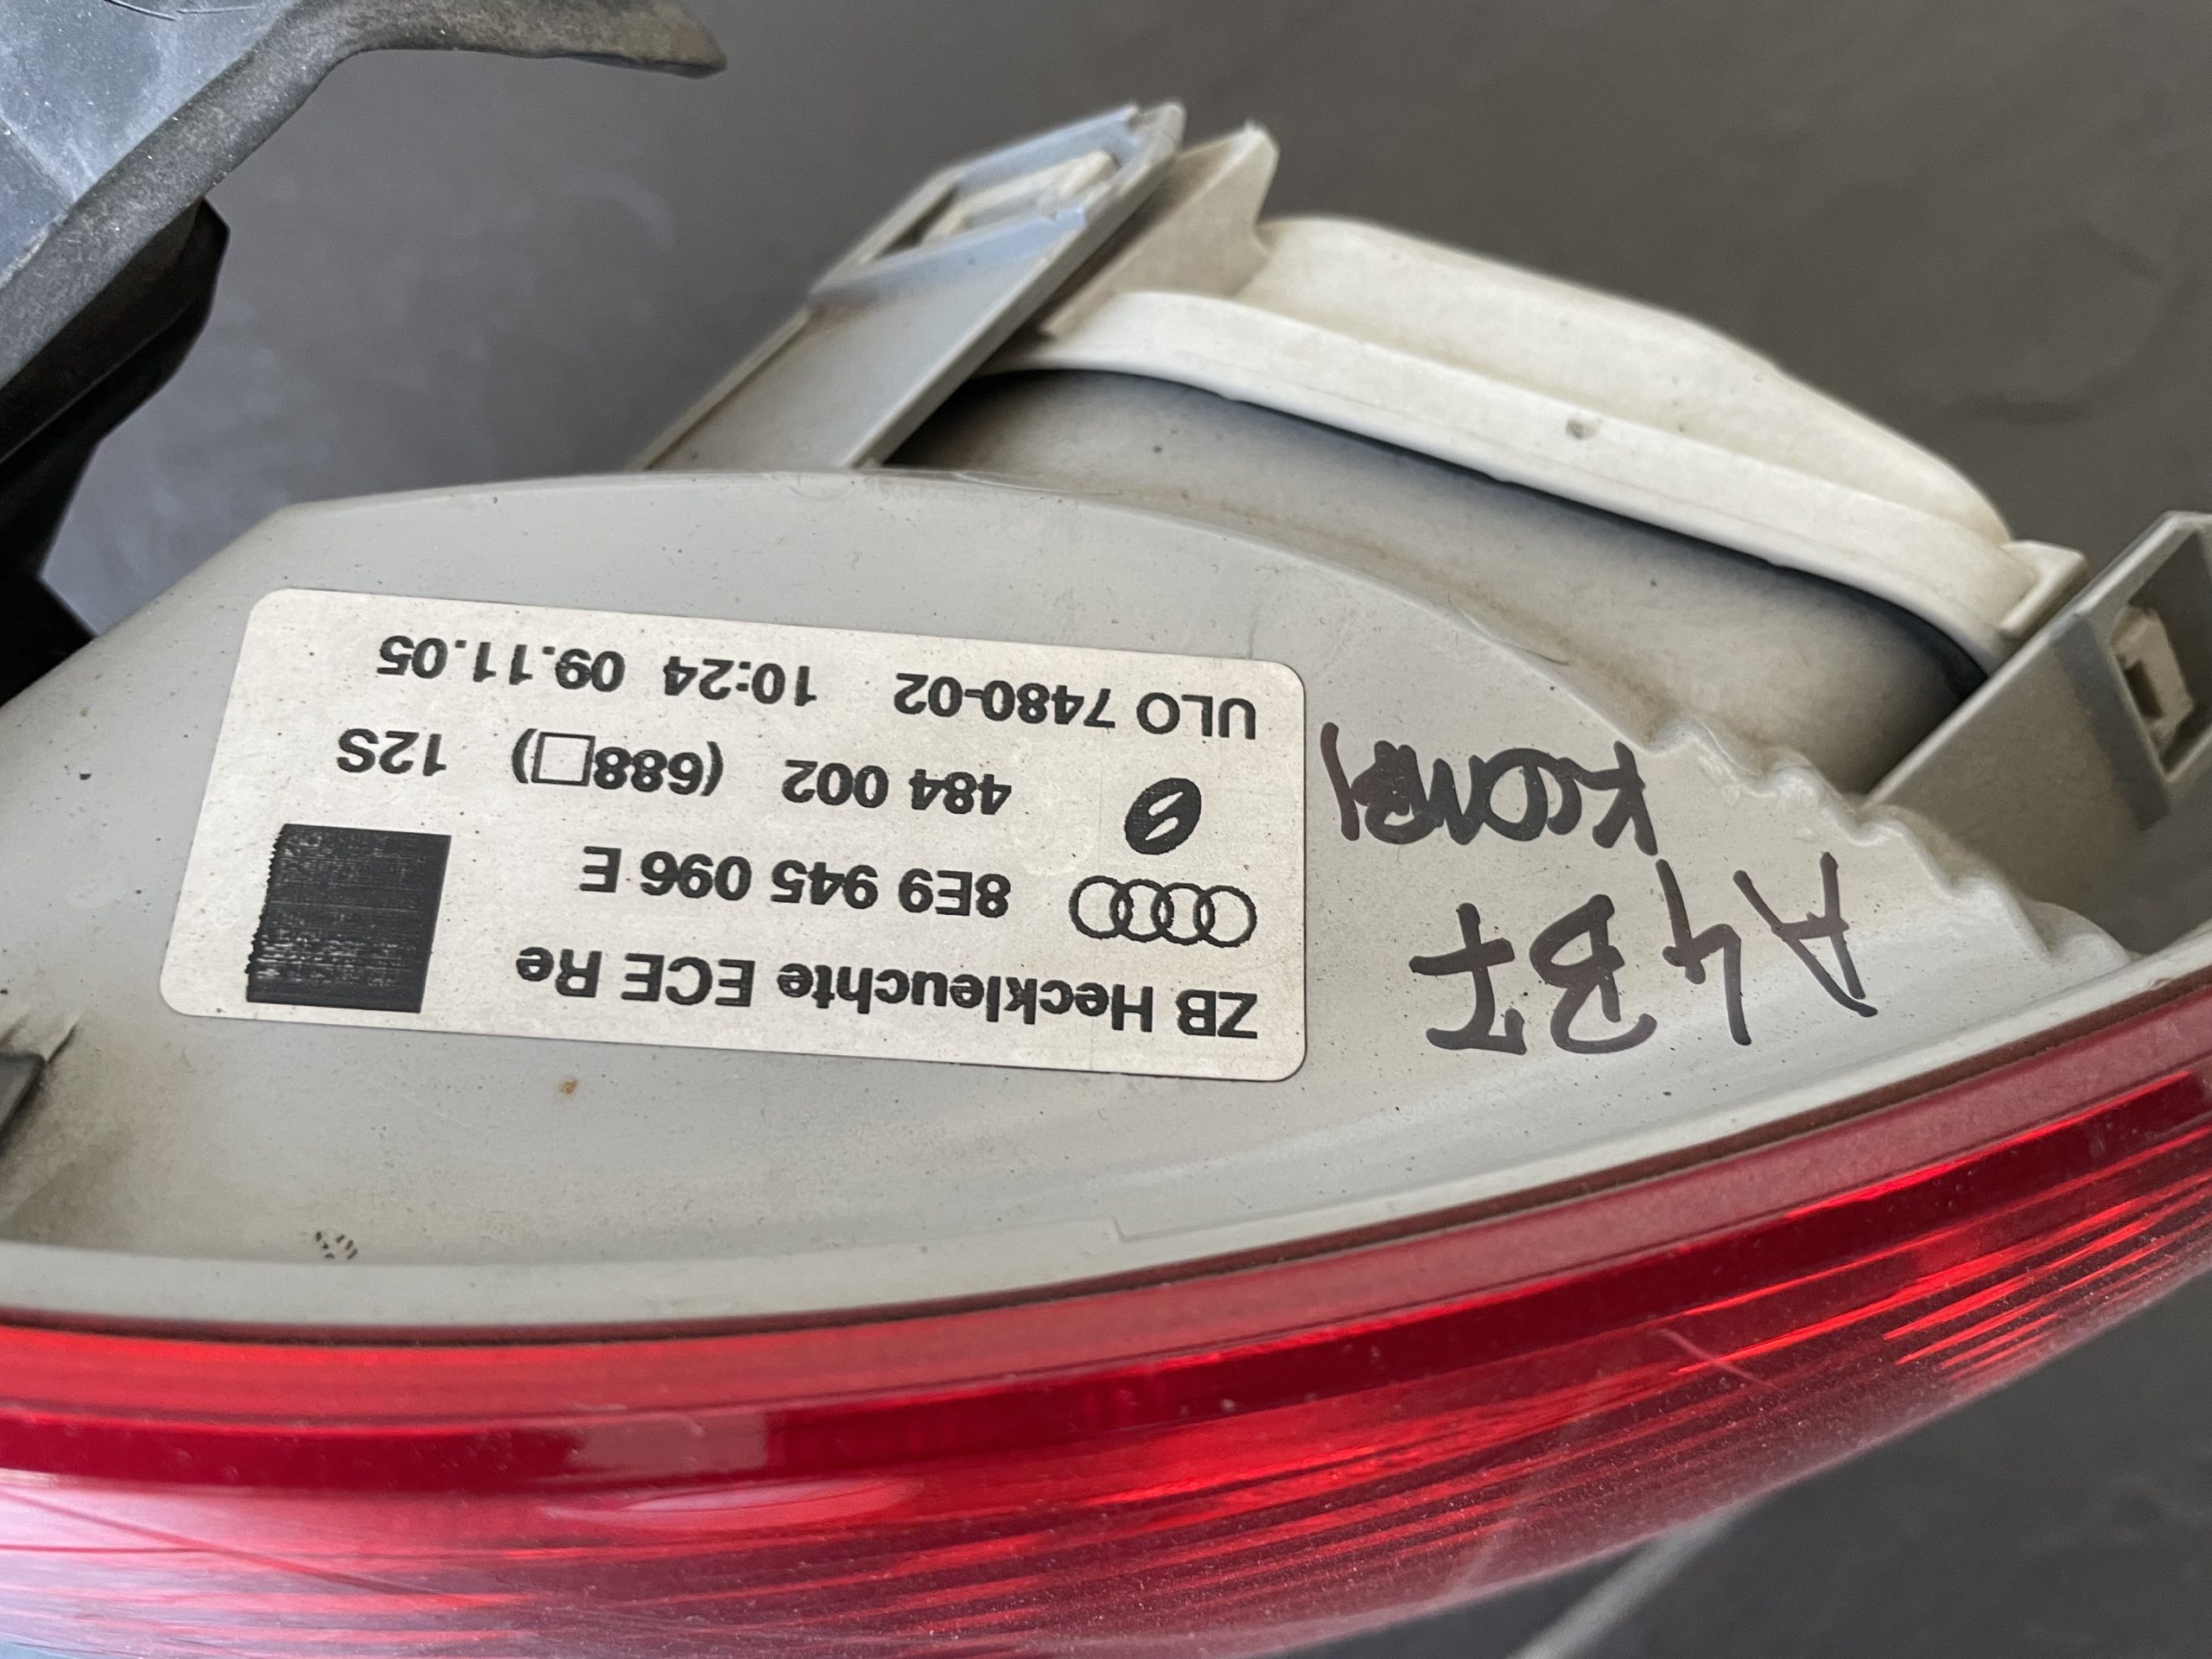 ZB Heckleuchte ECE Re
8E9 945 096 E
484 002 (688□) 12S
ULO 7480-02 10:24 09.11.05
A4 B7
KOMBI